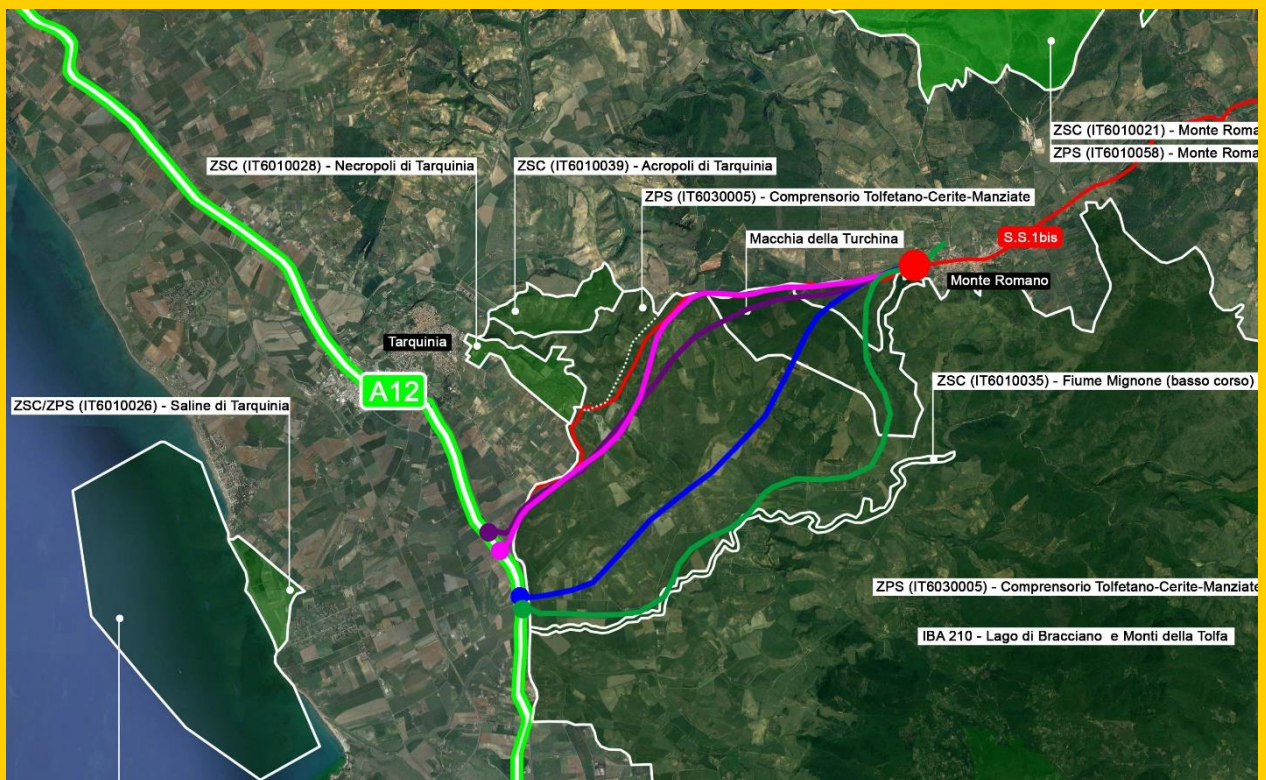 ZSC (IT6010021) - Monte Roma
ZPS (IT6010058) - Monte Roma
ZSC (IT6010028) - Necropoli di Tarquinia
ZSC (IT6010039) - Acropoli di Tarquinia
ZPS (IT6030005) - Comprensorio Tolfetano-Cerite-Manziate
Macchia della Turchina
S.S.1bis
Monte Romano
Tarquinia
A12
ZSC (IT6010035) - Fiume Mignone (basso corso)
ZSC/ZPS (IT6010026) - Saline di Tarquinia
ZPS (IT6030005) - Comprensorio Tolfetano-Cerite-Manziate
IBA 210 - Lago di Bracciano e Monti della Tolfa